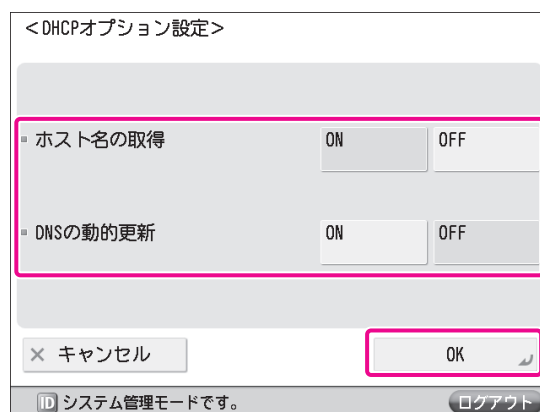 ＜DHCPオプション設定＞
ホスト名の取得 ON OFF
DNSの動的更新 ON OFF
× キャンセル OK
ID システム管理モードです。 ログアウト